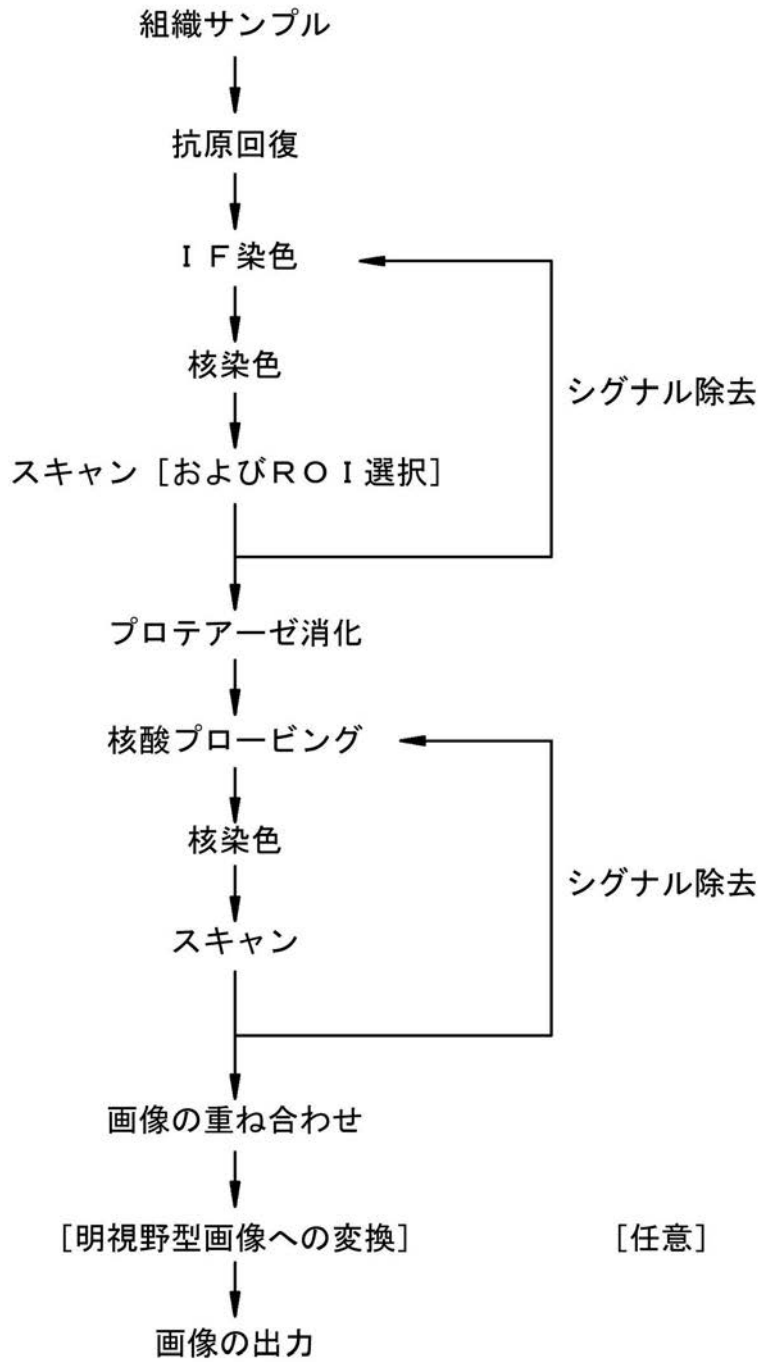 組織サンプル
抗原回復
ＩＦ染色
核染色
シグナル除去
スキャン［およびＲＯＩ選択］
プロテアーゼ消化
核酸プロービング
核染色
シグナル除去
スキャン
画像の重ね合わせ
［明視野型画像への変換］
［任意］
画像の出力